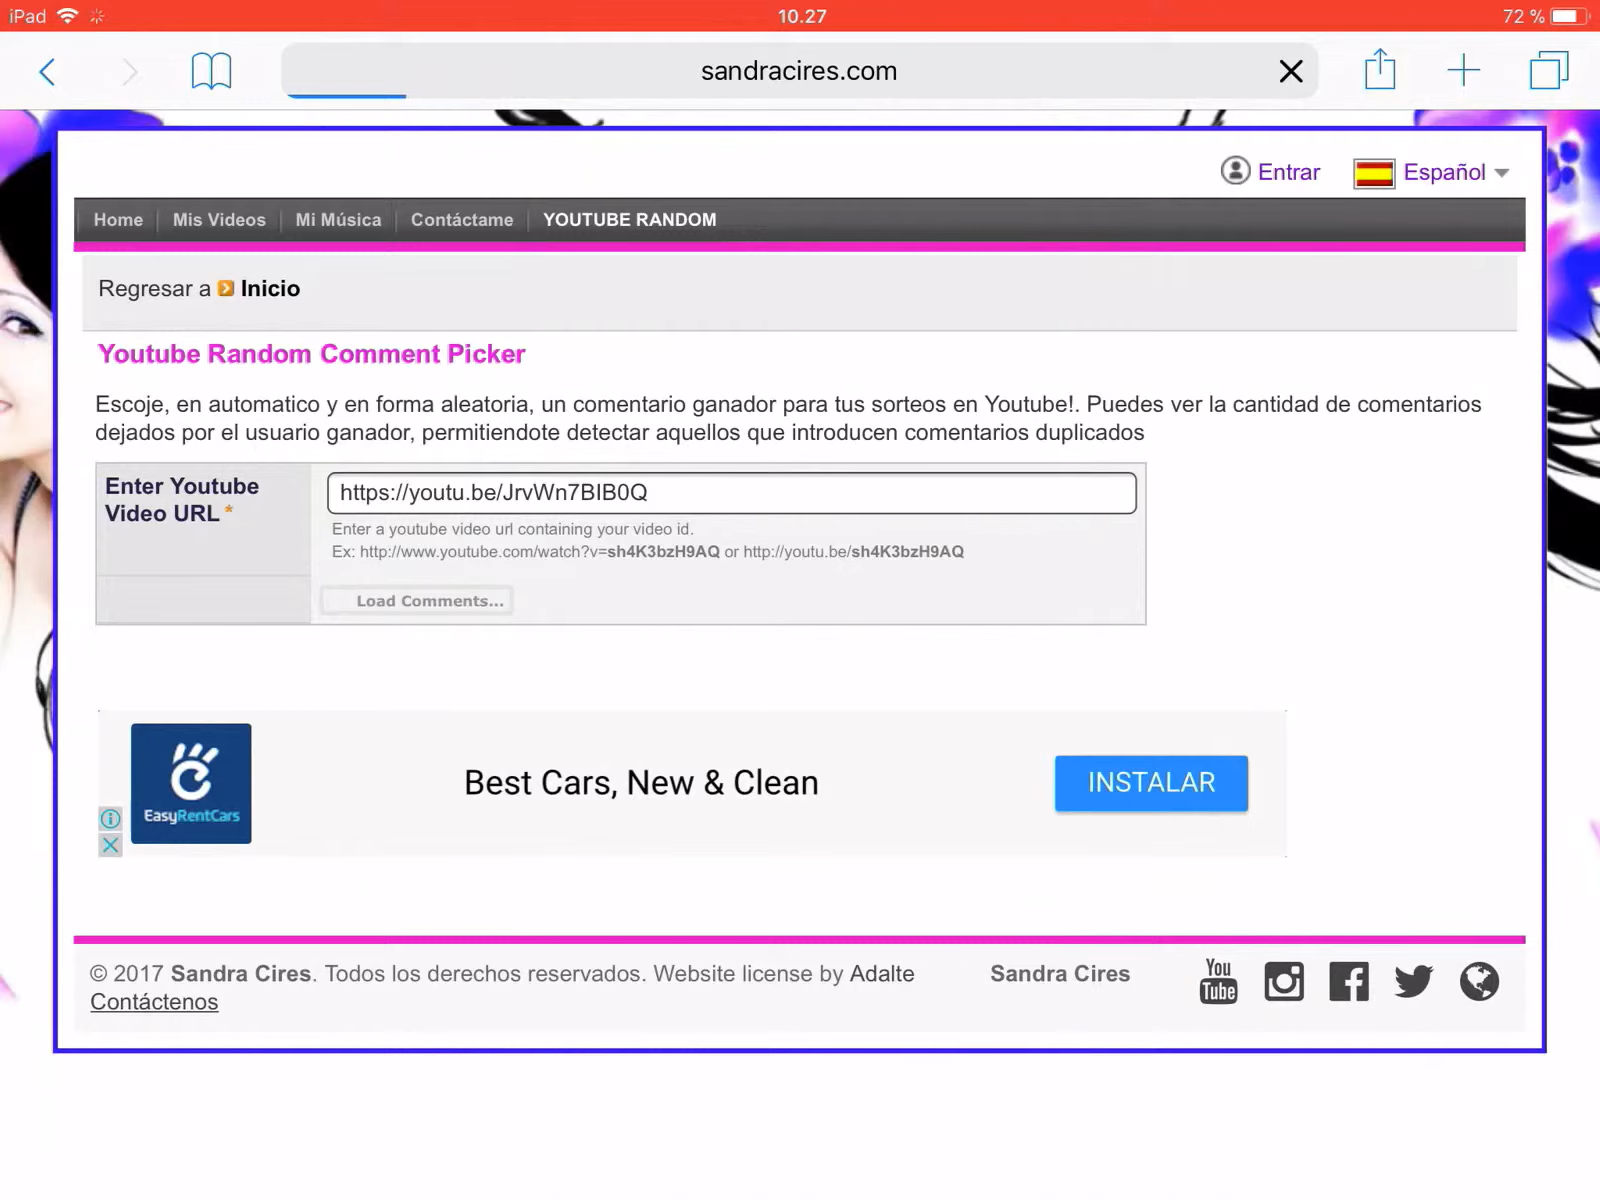 iPad
10.27
72 %
sandracires.com
Entrar
Español
Home
Mis Videos
Mi Música
Contáctame
YOUTUBE RANDOM
Regresar a Inicio
Youtube Random Comment Picker
Escoje, en automatico y en forma aleatoria, un comentario ganador para tus sorteos en Youtube!. Puedes ver la cantidad de comentarios
dejados por el usuario ganador, permitiendote detectar aquellos que introducen comentarios duplicados
Enter Youtube
Video URL *
https://youtu.be/JrvWn7BIB0Q
Enter a youtube video url containing your video id.
Ex: http://www.youtube.com/watch?v=sh4K3bzH9AQ or http://youtu.be/sh4K3bzH9AQ
Load Comments...
EasyRentCars
Best Cars, New & Clean
INSTALAR
© 2017 Sandra Cires. Todos los derechos reservados. Website license by Adalte
Contáctenos
Sandra Cires
You
Tube